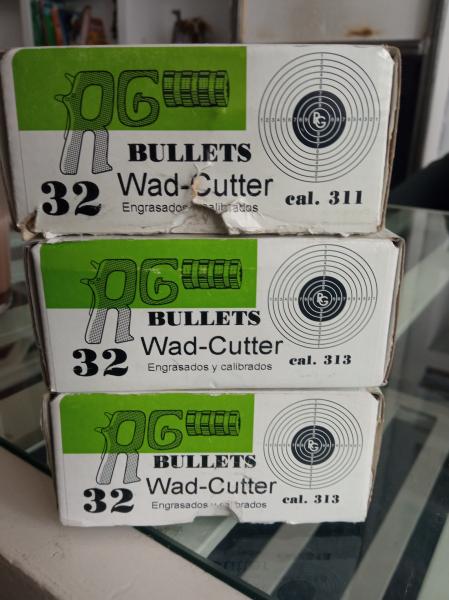 RG
BULLETS
32 Wad-Cutter cal. 311
Engrasados y calibrados
RG
BULLETS
32 Wad-Cutter cal. 313
Engrasados y calibrados
RG
BULLETS
32 Wad-Cutter cal. 313
Engrasados y calibrados